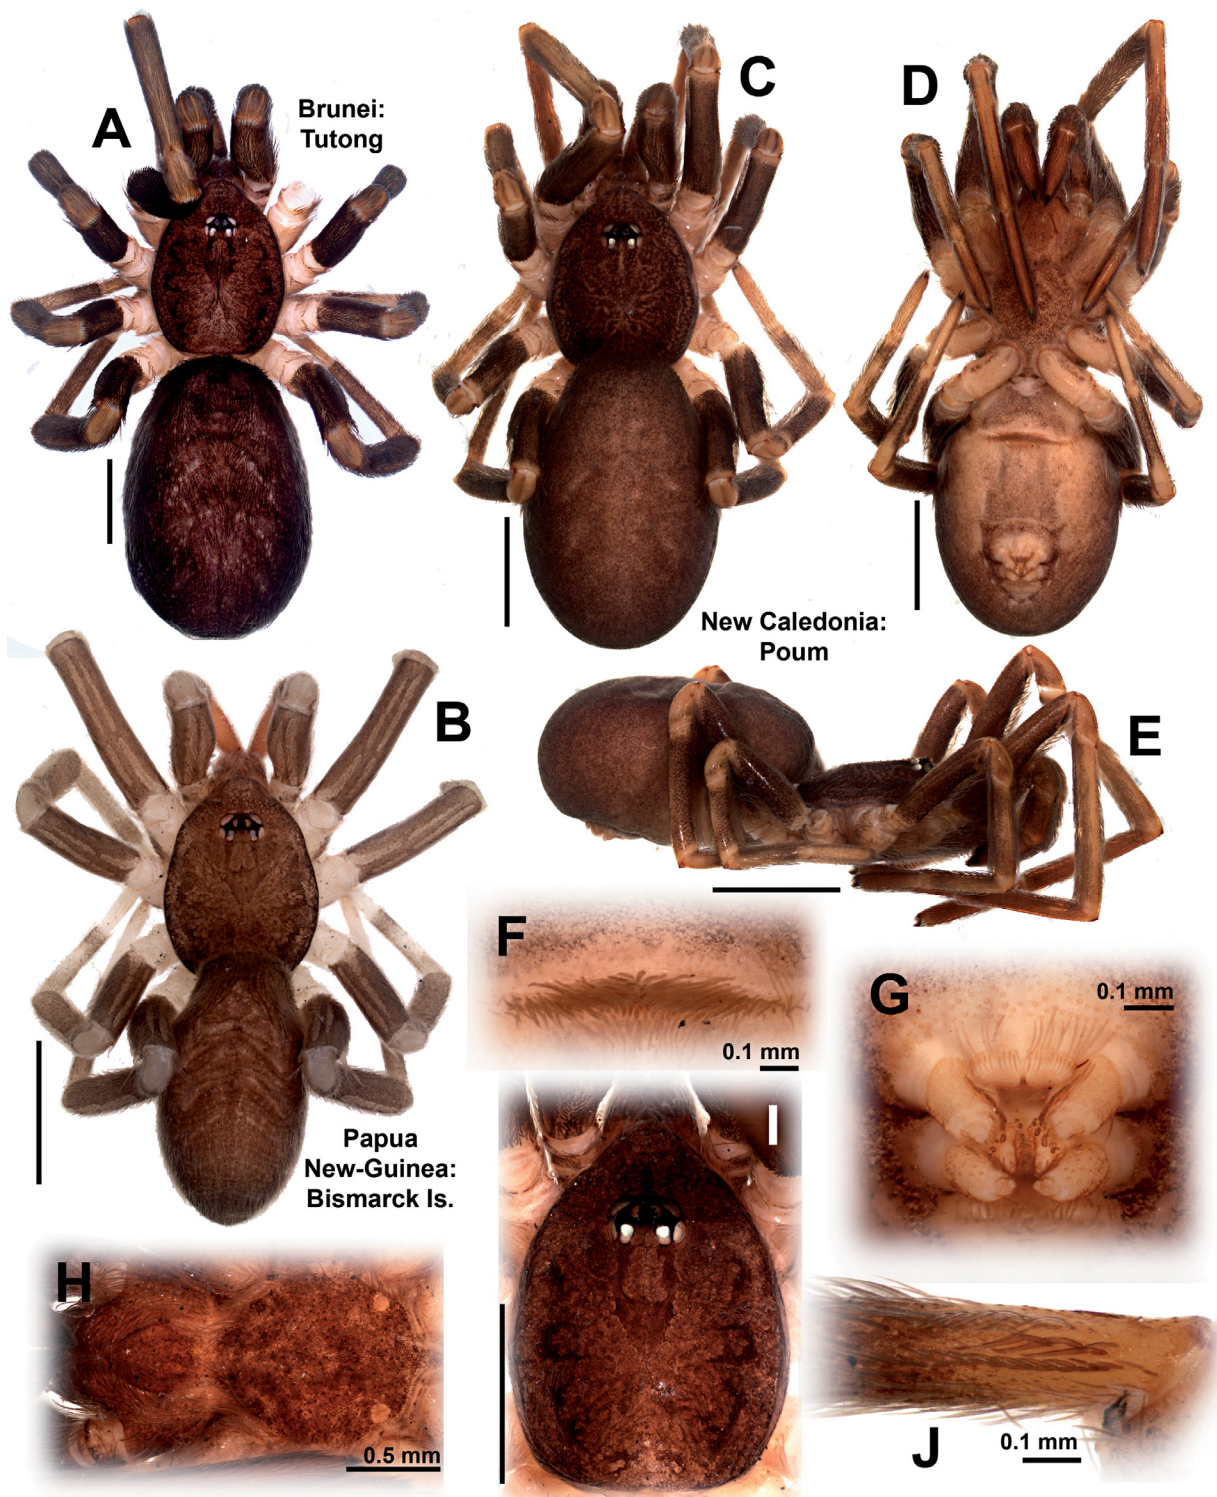 A
Brunei:
Tutong
C
D
B
New Caledonia:
Poum
E
Papua
New-Guinea:
Bismarck Is.
F
0.1 mm
G
0.1 mm
H
0.5 mm
I
J
0.1 mm